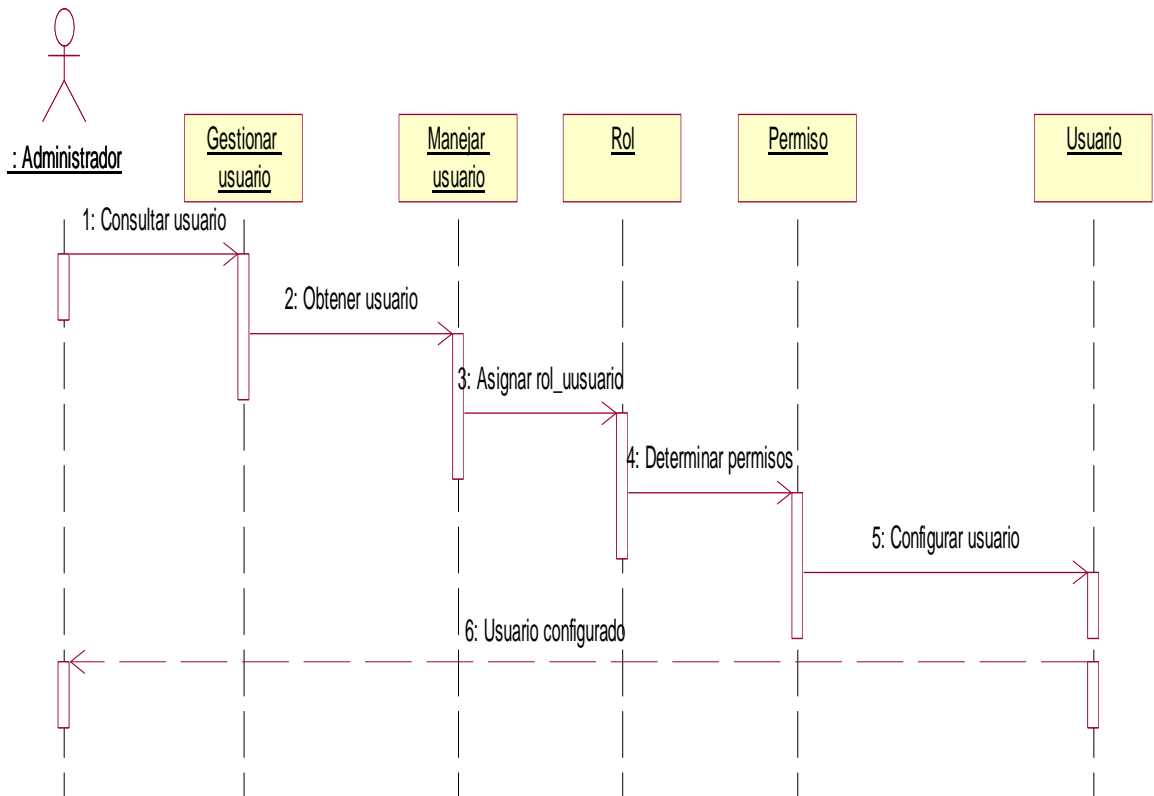 : Administrador
Gestionar
usuario
Manejar
usuario
Rol
Permiso
Usuario
1: Consultar usuario
2: Obtener usuario
3: Asignar rol_uusuario
4: Determinar permisos
5: Configurar usuario
6: Usuario configurado